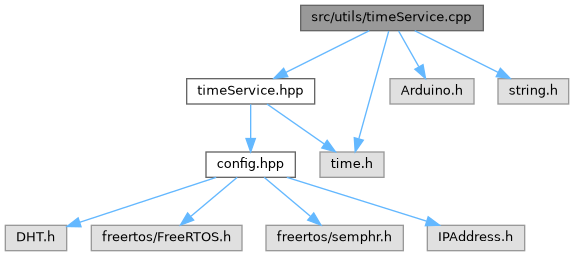 src/utils/timeService.cpp
timeService.hpp
Arduino.h
string.h
config.hpp
time.h
DHT.h
freertos/FreeRTOS.h
freertos/semphr.h
IPAddress.h